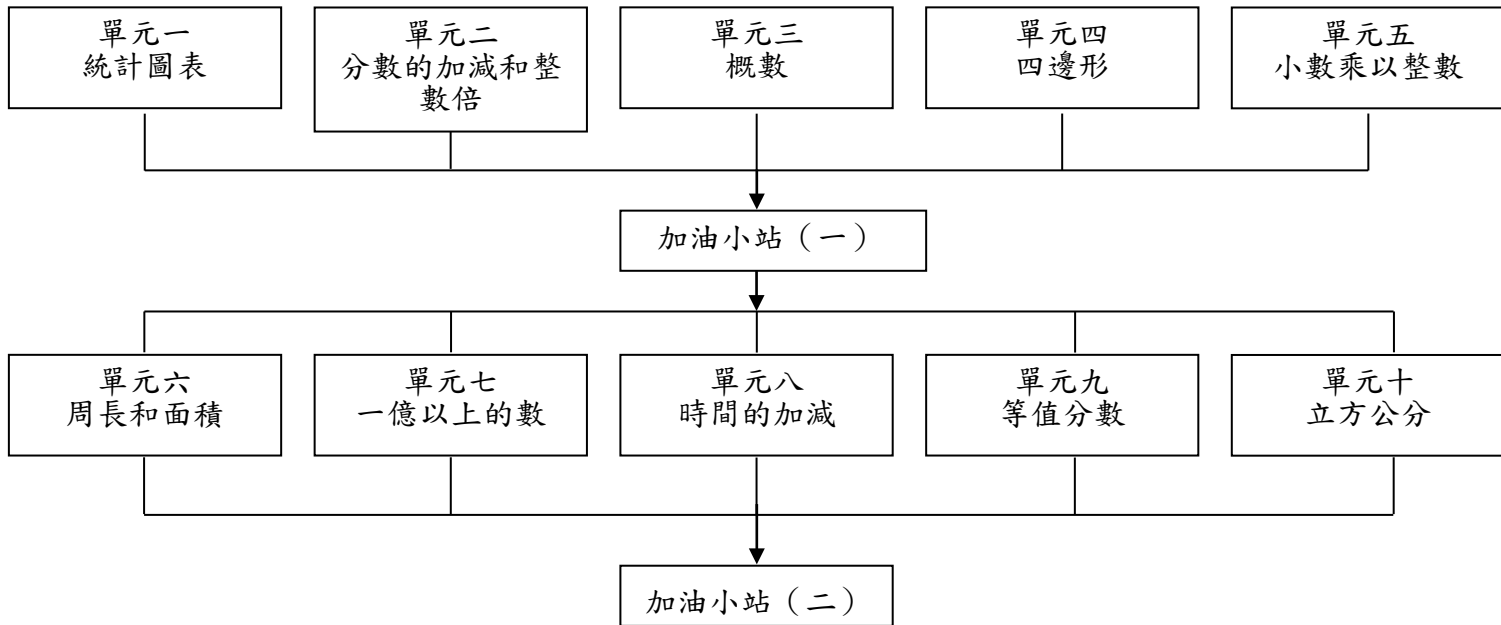 單元一
統計圖表
單元二
分數的加減和整
數倍
單元三
概數
單元四
四邊形
單元五
小數乘以整數
加油小站（一）
單元六
周長和面積
單元七
一億以上的數
單元八
時間的加減
單元九
等值分數
單元十
立方公分
加油小站（二）